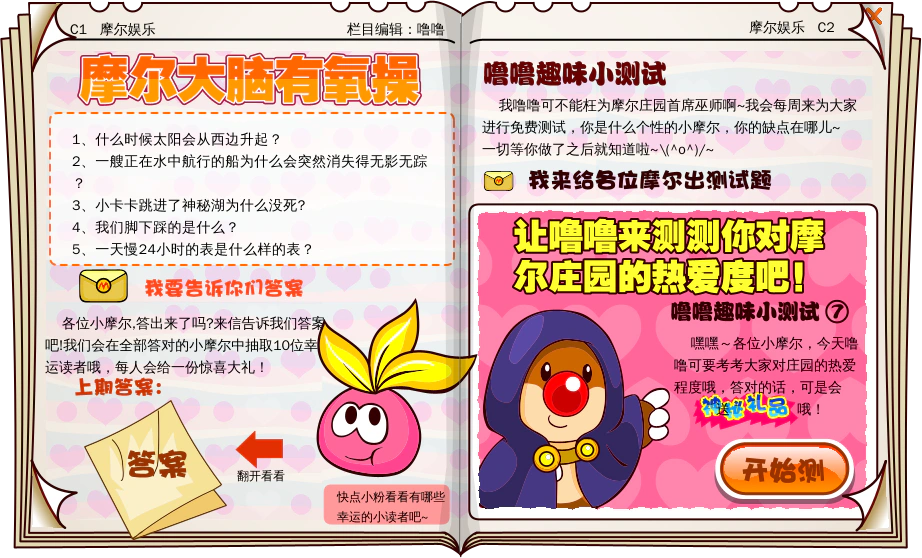 C1 摩尔娱乐
栏目编辑：噜噜
摩尔大脑有氧操
1、什么时候太阳会从西边升起？
2、一艘正在水中航行的船为什么会突然消失得无影无踪
？
3、小卡卡跳进了神秘湖为什么没死?
4、我们脚下踩的是什么？
5、一天慢24小时的表是什么样的表？
我要告诉你们答案
各位小摩尔,答出来了吗?来信告诉我们答案
吧!我们会在全部答对的小摩尔中抽取10位幸
运读者哦，每人会给一份惊喜大礼！
上期答案：
答案
翻开看看
快点小粉看看有哪些
幸运的小读者吧~
摩尔娱乐 C2
噜噜趣味小测试
我噜噜可不能枉为摩尔庄园首席巫师啊~我会每周来为大家
进行免费测试，你是什么个性的小摩尔，你的缺点在哪儿~
一切等你做了之后就知道啦~\(^o^)/~
我来给各位摩尔出测试题
让噜噜来测测你对摩
尔庄园的热爱度吧！
噜噜趣味小测试 ⑦
嘿嘿～各位小摩尔，今天噜
噜可要考考大家对庄园的热爱
程度哦，答对的话，可是会
送神秘礼品哦！
开始测